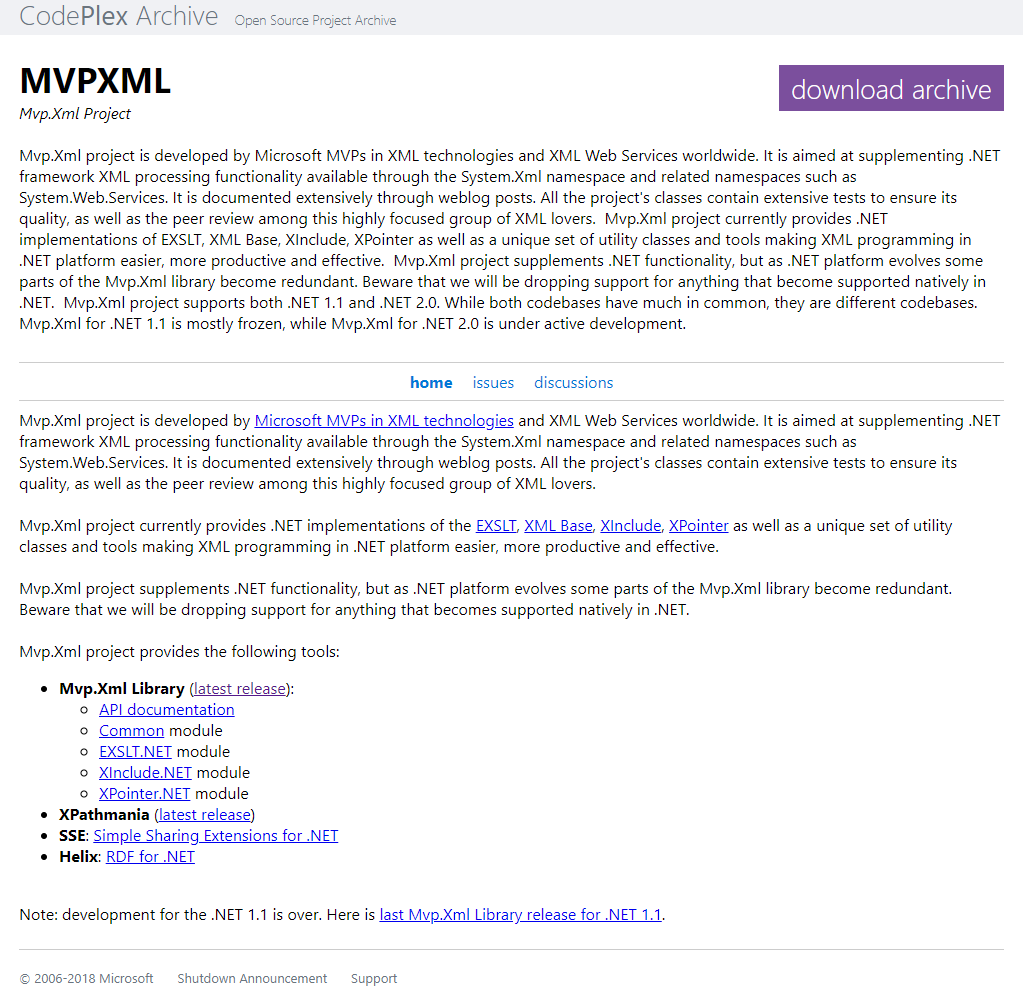 CodePlex Archive Open Source Project Archive
MVPXML
download archive
Mvp.Xml Project
Mvp.Xml project is developed by Microsoft MVPs in XML technologies and XML Web Services worldwide. It is aimed at supplementing .NET
framework XML processing functionality available through the System.Xml namespace and related namespaces such as
System.Web.Services. It is documented extensively through weblog posts. All the project's classes contain extensive tests to ensure its
quality, as well as the peer review among this highly focused group of XML lovers.  Mvp.Xml project currently provides .NET
implementations of EXSLT, XML Base, XInclude, XPointer as well as a unique set of utility classes and tools making XML programming in
.NET platform easier, more productive and effective.  Mvp.Xml project supplements .NET functionality, but as .NET platform evolves some
parts of the Mvp.Xml library become redundant. Beware that we will be dropping support for anything that become supported natively in
.NET.  Mvp.Xml project supports both .NET 1.1 and .NET 2.0. While both codebases have much in common, they are different codebases.
Mvp.Xml for .NET 1.1 is mostly frozen, while Mvp.Xml for .NET 2.0 is under active development.
home issues discussions
Mvp.Xml project is developed by Microsoft MVPs in XML technologies and XML Web Services worldwide. It is aimed at supplementing .NET
framework XML processing functionality available through the System.Xml namespace and related namespaces such as
System.Web.Services. It is documented extensively through weblog posts. All the project's classes contain extensive tests to ensure its
quality, as well as the peer review among this highly focused group of XML lovers.
Mvp.Xml project currently provides .NET implementations of the EXSLT, XML Base, XInclude, XPointer as well as a unique set of utility
classes and tools making XML programming in .NET platform easier, more productive and effective.
Mvp.Xml project supplements .NET functionality, but as .NET platform evolves some parts of the Mvp.Xml library become redundant.
Beware that we will be dropping support for anything that becomes supported natively in .NET.
Mvp.Xml project provides the following tools:
• Mvp.Xml Library (latest release):
○ API documentation
○ Common module
○ EXSLT.NET module
○ XInclude.NET module
○ XPointer.NET module
• XPathmania (latest release)
• SSE: Simple Sharing Extensions for .NET
• Helix: RDF for .NET
Note: development for the .NET 1.1 is over. Here is last Mvp.Xml Library release for .NET 1.1.
© 2006-2018 Microsoft Shutdown Announcement Support